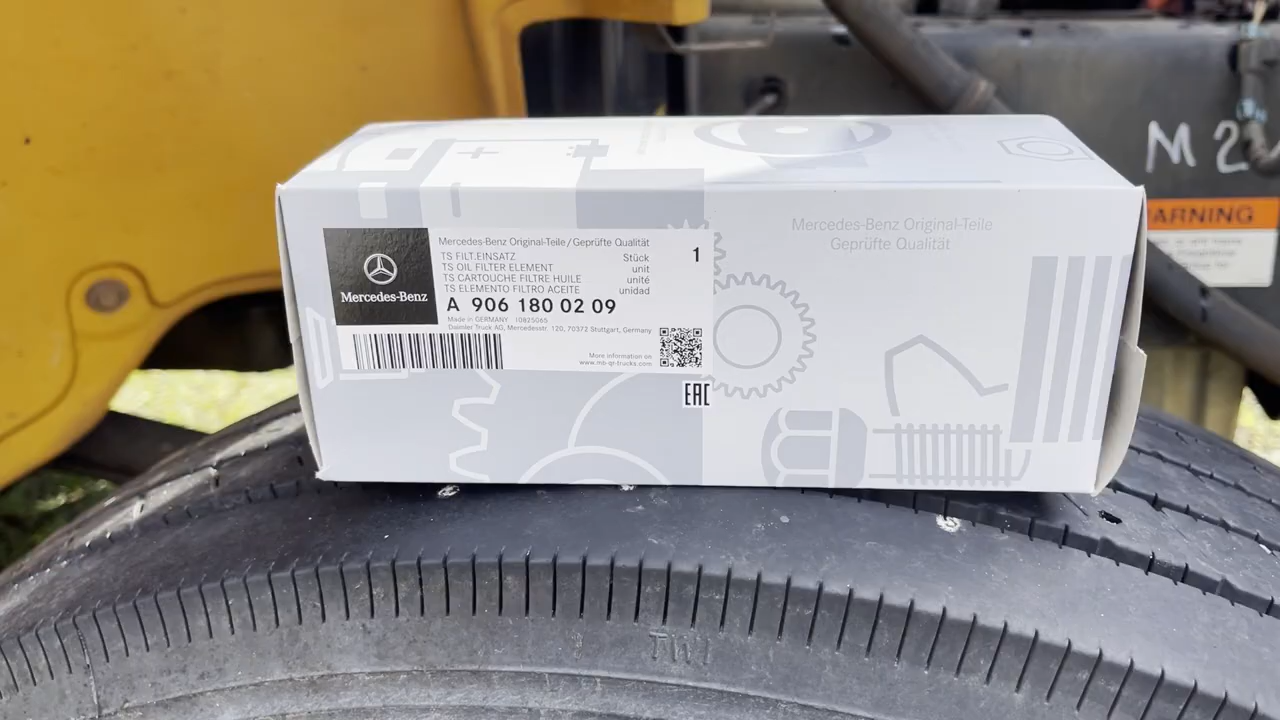 M 2
WARNING
Mercedes-Benz Original-Teile
Geprüfte Qualität
Mercedes-Benz Original-Teile/Geprüfte Qualität
TS FILT.EINSATZ Stück 1
TS OIL FILTER ELEMENT unit
TS CARTOUCHE FILTRE HUILE unité
TS ELEMENTO FILTRO ACEITE unidad
Mercedes-Benz
A 906 180 02 09
Made in GERMANY 10825065
Daimler Truck AG, Mercedesstr. 120, 70372 Stuttgart, Germany
More information on
www.mb-qr-trucks.com
EAC
TWI